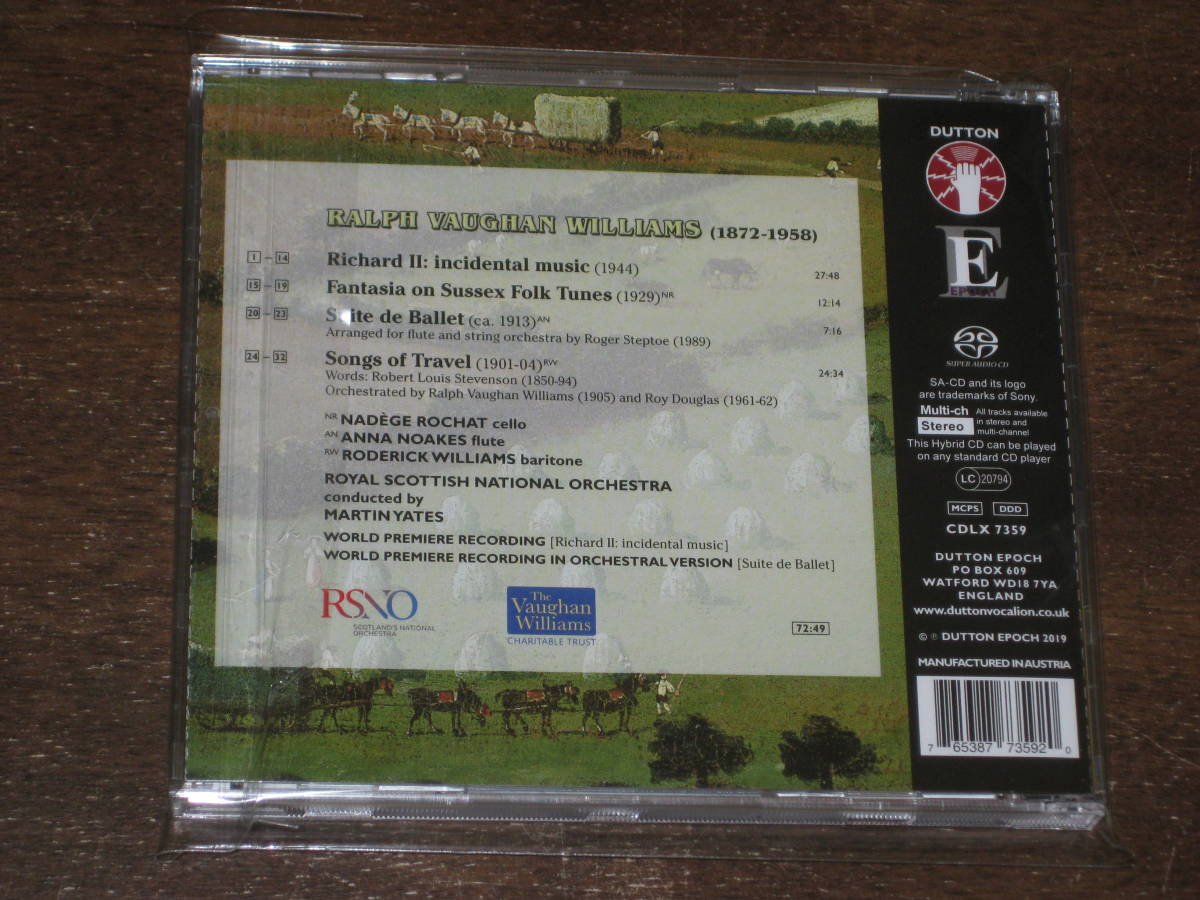 RALPH VAUGHAN WILLIAMS (1872-1958)
1 - 14 Richard II: incidental music (1944) 27:48
15 - 19 Fantasia on Sussex Folk Tunes (1929) NR 12:14
20 - 23 Suite de Ballet (ca. 1913) AN 7:16
Arranged for flute and string orchestra by Roger Steptoe (1989)
24 - 32 Songs of Travel (1901-04) RW 24:34
Words: Robert Louis Stevenson (1850-94)
Orchestrated by Ralph Vaughan Williams (1905) and Roy Douglas (1961-62)
NR NADÈGE ROCHAT cello
AN ANNA NOAKES flute
RW RODERICK WILLIAMS baritone
ROYAL SCOTTISH NATIONAL ORCHESTRA
conducted by
MARTIN YATES
WORLD PREMIERE RECORDING [Richard II: incidental music]
WORLD PREMIERE RECORDING IN ORCHESTRAL VERSION [Suite de Ballet]
RSNO
SCOTLAND'S NATIONAL
ORCHESTRA
The
Vaughan
Williams
CHARITABLE TRUST
72:49
DUTTON
E
EPOCH
SUPER AUDIO CD
SA-CD and its logo
are trademarks of Sony.
Multi-ch
Stereo
All tracks available
in stereo and
multi-channel
This Hybrid CD can be played
on any standard CD player
LC 20794
MCPS DDD
CDLX 7359
DUTTON EPOCH
PO BOX 609
WATFORD WD18 7YA
ENGLAND
www.duttonvocalion.co.uk
© ℗ DUTTON EPOCH 2019
MANUFACTURED IN AUSTRIA
7 65387 73592 0